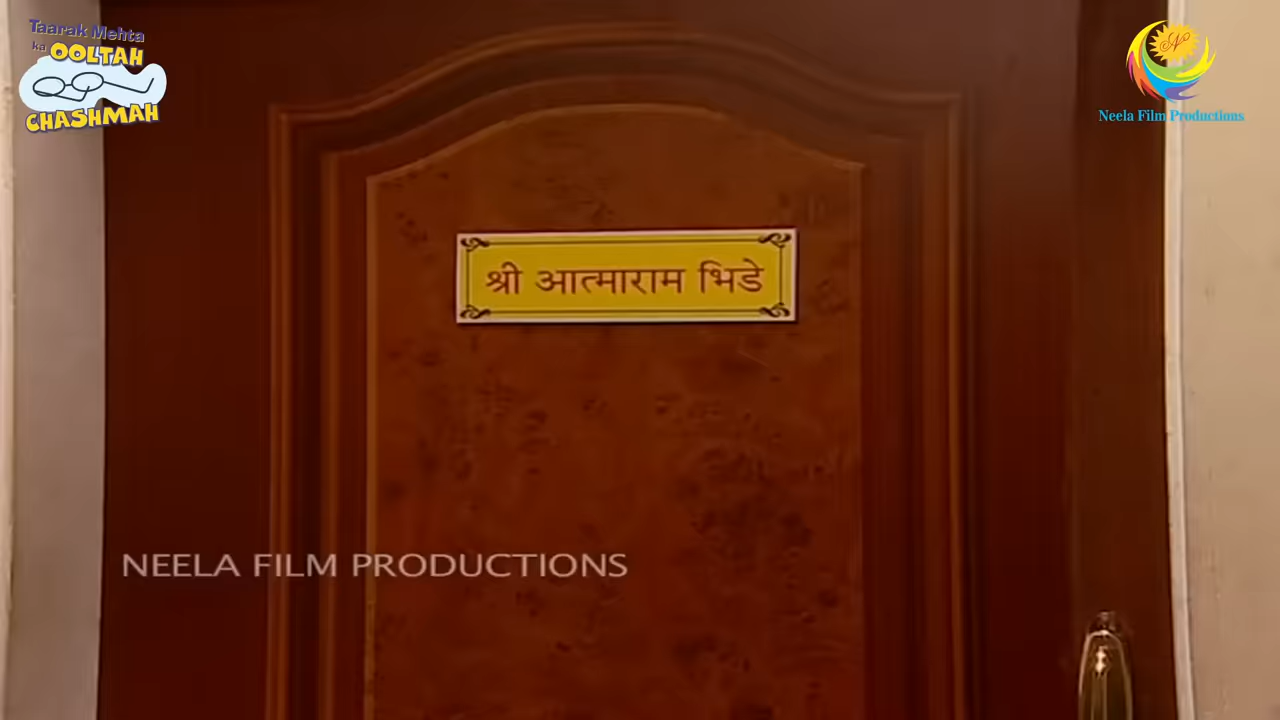 Taarak Mehta
ka OOLTAH
CHASHMAH
Neela Film Productions
श्री आत्माराम भिडे
NEELA FILM PRODUCTIONS